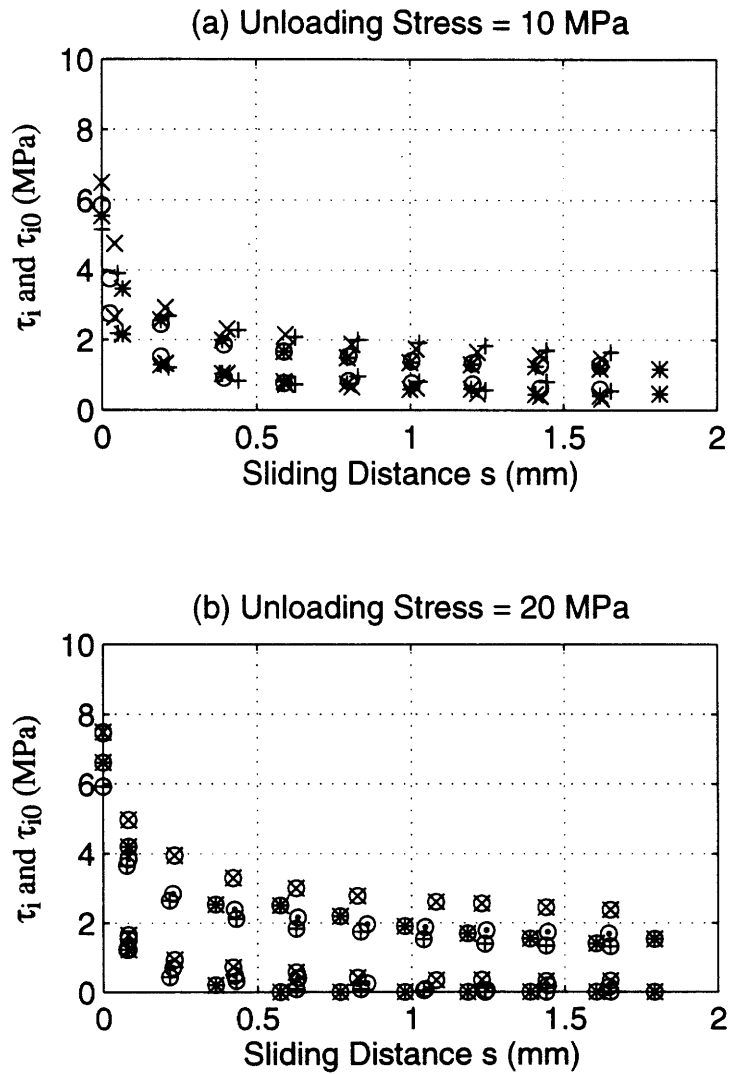 (a) Unloading Stress = 10 MPa
10
8
6
4
2
0
τi and τi0 (MPa)
0 0.5 1 1.5 2
Sliding Distance s (mm)
(b) Unloading Stress = 20 MPa
10
8
6
4
2
0
τi and τi0 (MPa)
0 0.5 1 1.5 2
Sliding Distance s (mm)